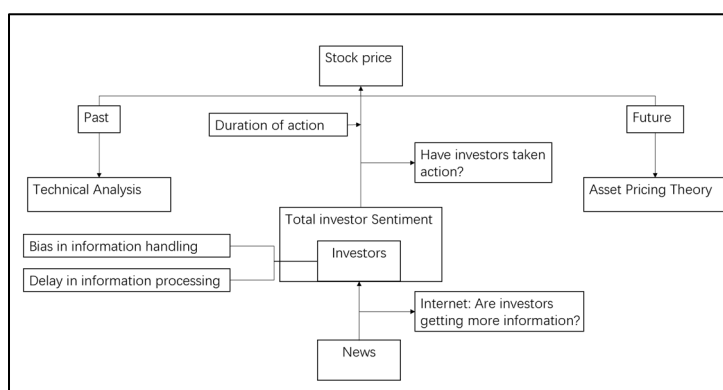 Stock price
Past
Future
Duration of action
Have investors taken
action?
Technical Analysis
Asset Pricing Theory
Total investor Sentiment
Bias in information handling
Investors
Delay in information processing
Internet: Are investors
getting more information?
News